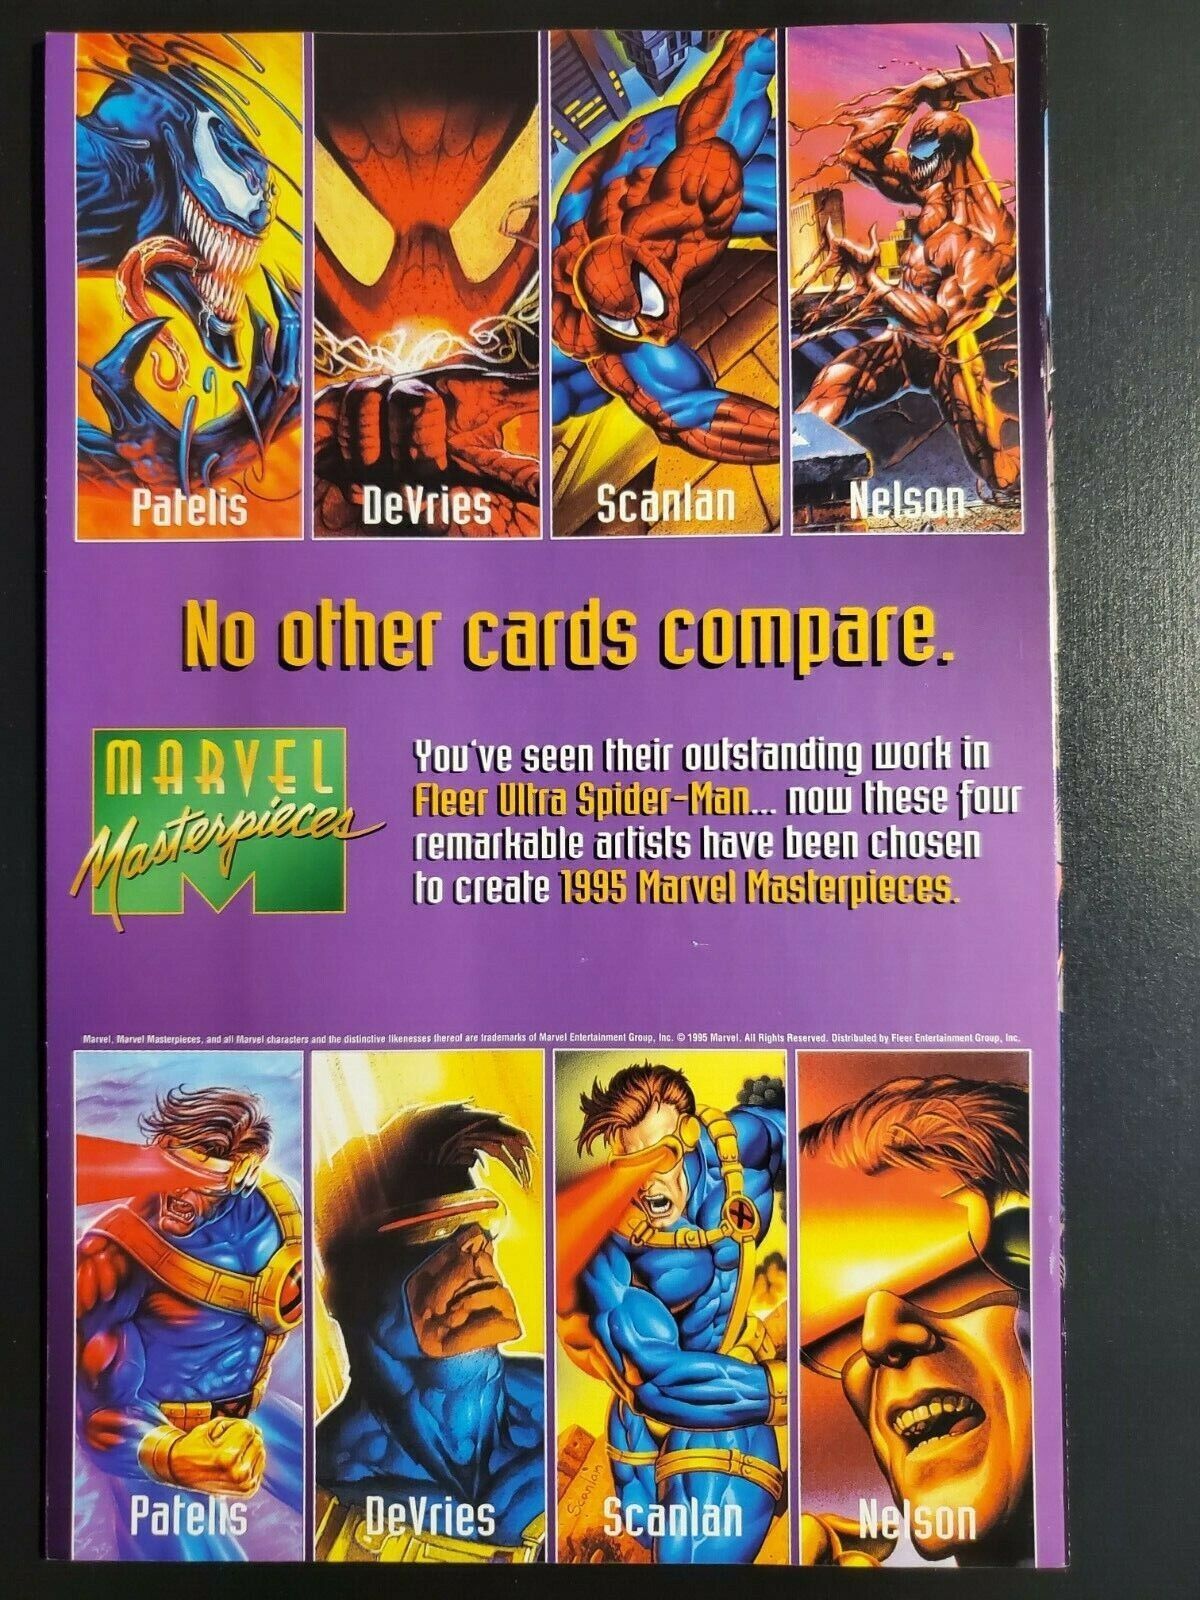 Patelis
DeVries
Scanlan
Nelson
No other cards compare.
MARVEL
Masterpieces
You've seen their outstanding work in
Fleer Ultra Spider-Man... now these four
remarkable artists have been chosen
to create 1995 Marvel Masterpieces.
Marvel, Marvel Masterpieces, and all Marvel characters and the distinctive likenesses thereof are trademarks of Marvel Entertainment Group, Inc. © 1995 Marvel. All Rights Reserved. Distributed by Fleer Entertainment Group, Inc.
Scanlan
Patelis
DeVries
Scanlan
Nelson